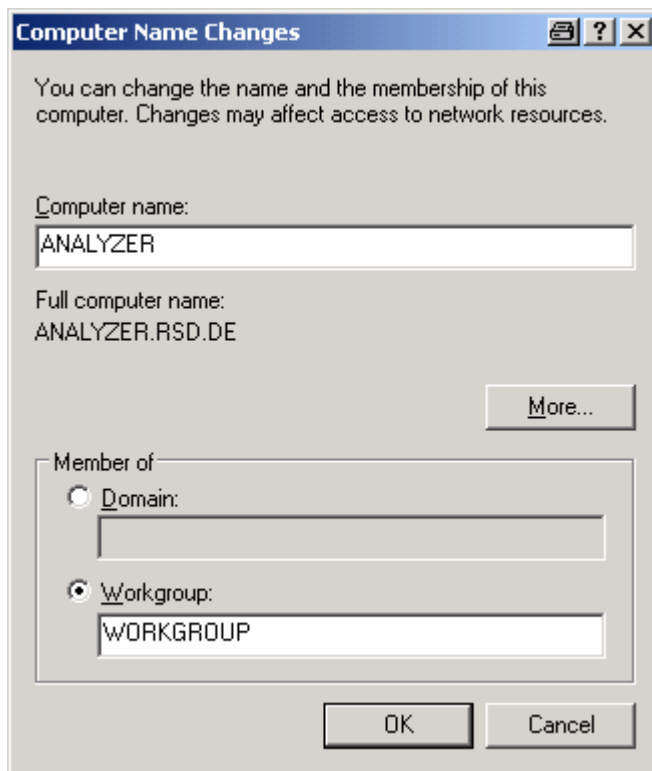 Computer Name Changes
You can change the name and the membership of this
computer. Changes may affect access to network resources.
Computer name:
ANALYZER
Full computer name:
ANALYZER.RSD.DE
More...
Member of
Domain:
Workgroup:
WORKGROUP
OK Cancel